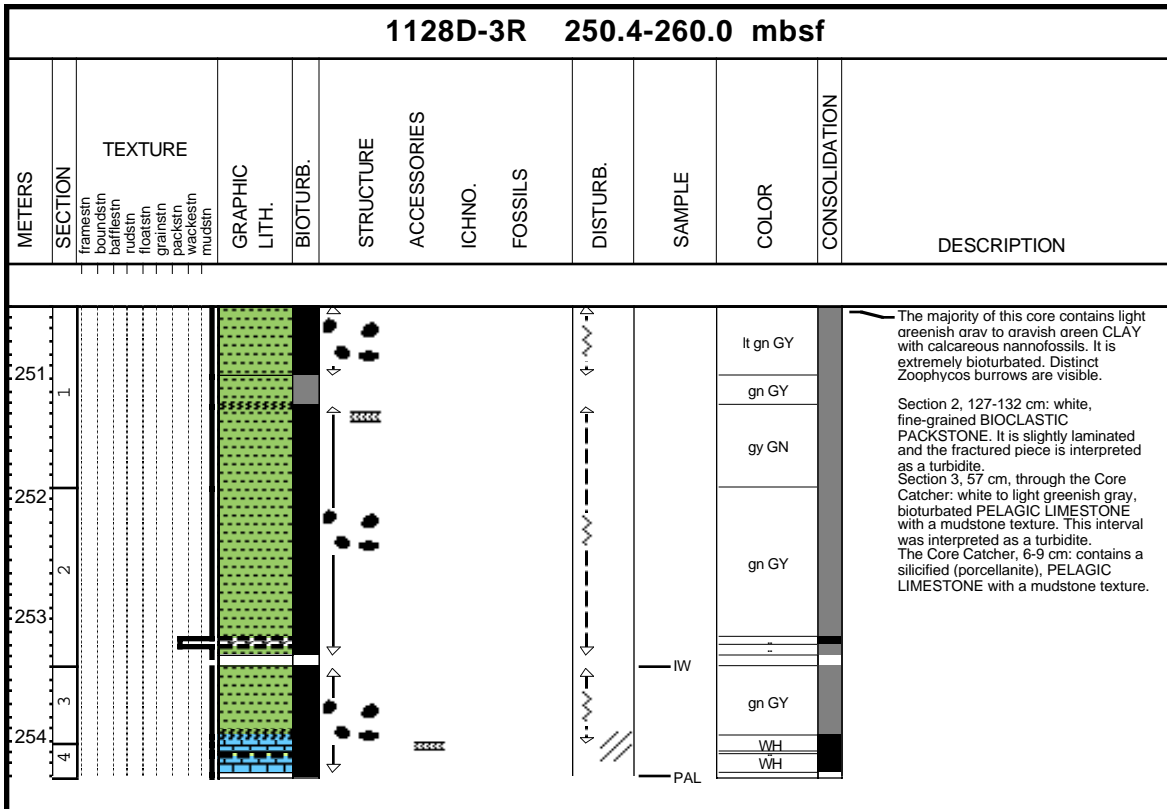 1128D-3R 250.4-260.0 mbsf
METERS
SECTION
TEXTURE
framestn
boundstn
bafflestn
rudstn
floatstn
grainstn
packstn
wackestn
mudstn
GRAPHIC
LITH.
BIOTURB.
STRUCTURE
ACCESSORIES
ICHNO.
FOSSILS
DISTURB.
SAMPLE
COLOR
CONSOLIDATION
DESCRIPTION
251
252
253
254
1
2
3
4
IW
PAL
lt gn GY
gn GY
gy GN
gn GY
gn GY
WH
WH
The majority of this core contains light
greenish gray to grayish green CLAY
with calcareous nannofossils. It is
extremely bioturbated. Distinct
Zoophycos burrows are visible.
Section 2, 127-132 cm: white,
fine-grained BIOCLASTIC
PACKSTONE. It is slightly laminated
and the fractured piece is interpreted
as a turbidite.
Section 3, 57 cm, through the Core
Catcher: white to light greenish gray,
bioturbated PELAGIC LIMESTONE
with a mudstone texture. This interval
was interpreted as a turbidite.
The Core Catcher, 6-9 cm: contains a
silicified (porcellanite), PELAGIC
LIMESTONE with a mudstone texture.